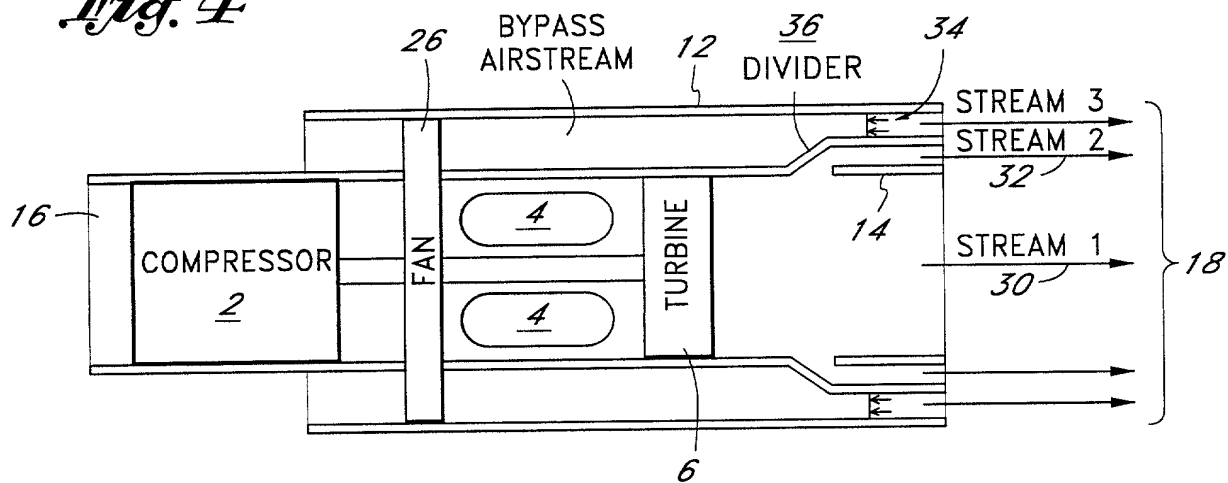 Fig. 4
BYPASS
AIRSTREAM
26
12
36
DIVIDER
34
STREAM 3
STREAM 2
32
16
COMPRESSOR
2
FAN
4
4
TURBINE
14
STREAM 1
30
18
6